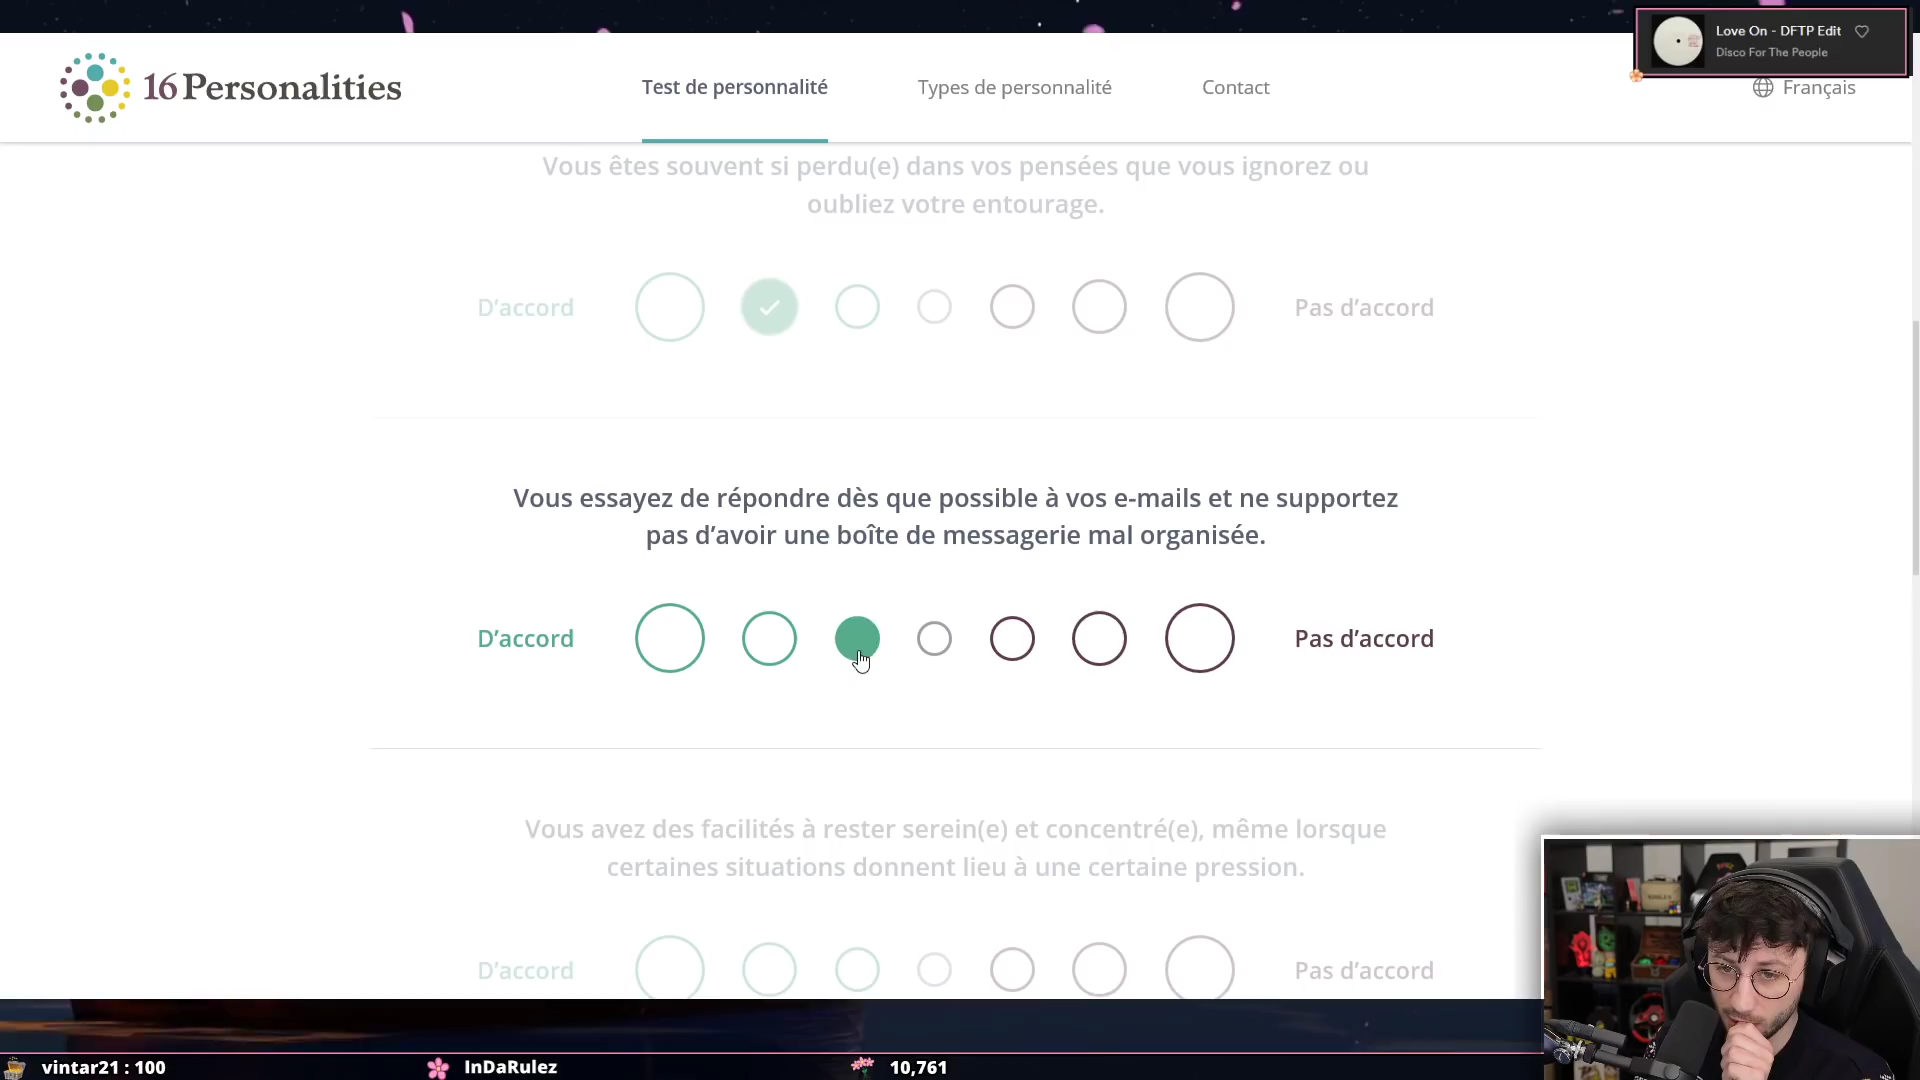 Love On - DFTP Edit
Disco For The People
16Personalities
Test de personnalité
Types de personnalité
Contact
Français
Vous êtes souvent si perdu(e) dans vos pensées que vous ignorez ou
oubliez votre entourage.
D’accord
Pas d’accord
Vous essayez de répondre dès que possible à vos e-mails et ne supportez
pas d’avoir une boîte de messagerie mal organisée.
D’accord
Pas d’accord
Vous avez des facilités à rester serein(e) et concentré(e), même lorsque
certaines situations donnent lieu à une certaine pression.
D’accord
Pas d’accord
vintar21 : 100
InDaRulez
10,761